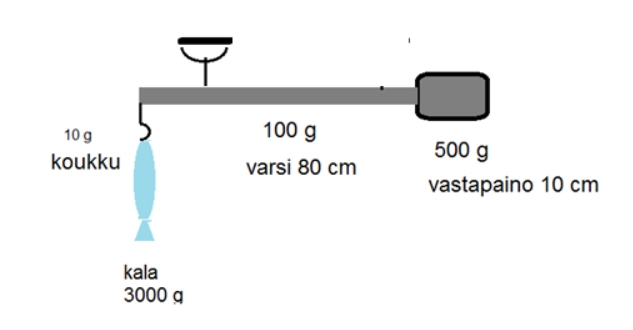 10 g
koukku
100 g
varsi 80 cm
500 g
vastapaino 10 cm
kala
3000 g